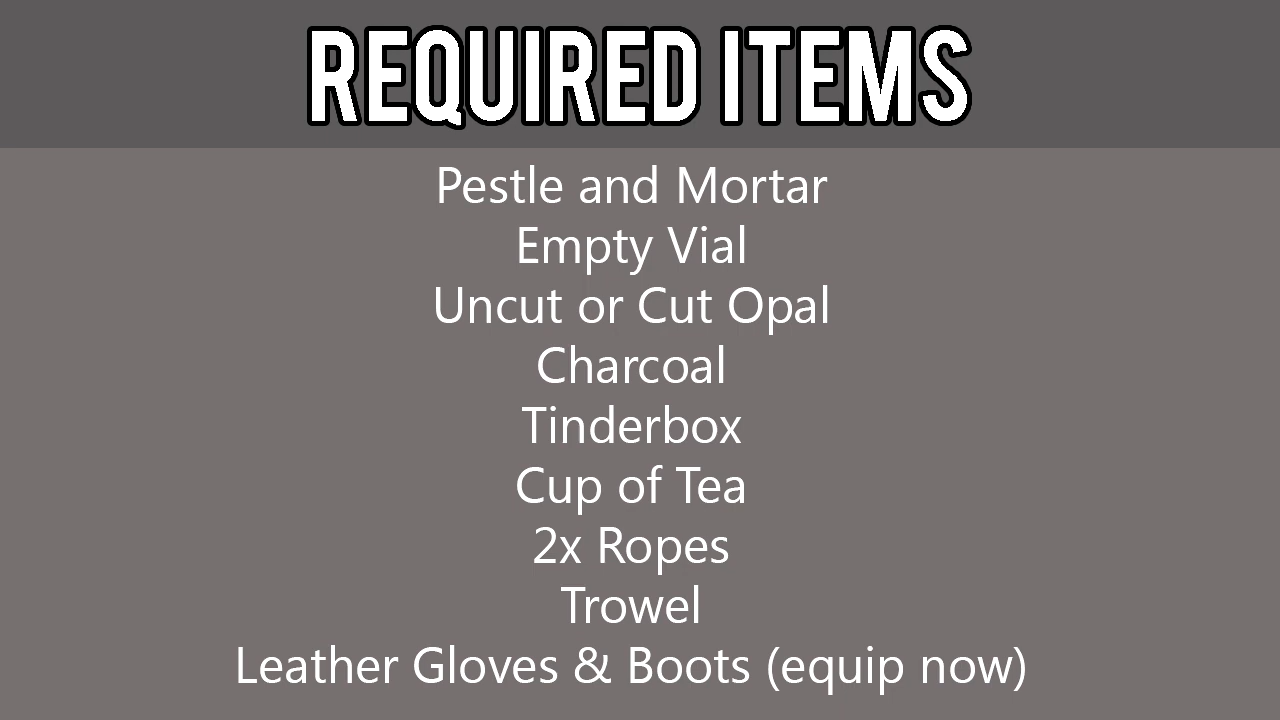 REQUIRED ITEMS
Pestle and Mortar
Empty Vial
Uncut or Cut Opal
Charcoal
Tinderbox
Cup of Tea
2x Ropes
Trowel
Leather Gloves & Boots (equip now)